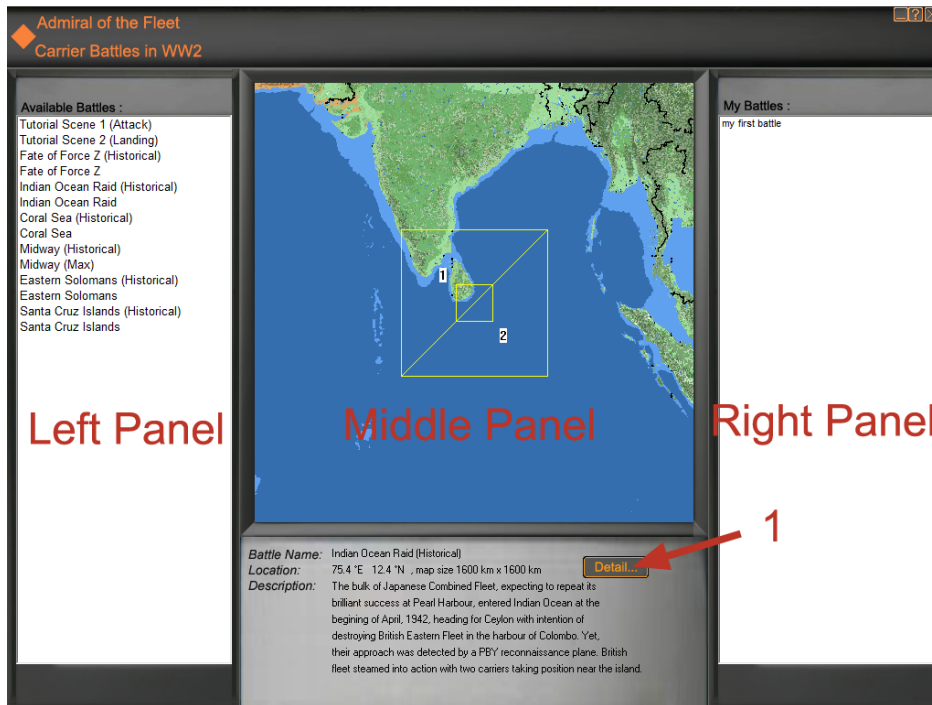 Admiral of the Fleet
Carrier Battles in WW2
Available Battles :
Tutorial Scene 1 (Attack)
Tutorial Scene 2 (Landing)
Fate of Force Z (Historical)
Fate of Force Z
Indian Ocean Raid (Historical)
Indian Ocean Raid
Coral Sea (Historical)
Coral Sea
Midway (Historical)
Midway (Max)
Eastern Solomans (Historical)
Eastern Solomans
Santa Cruz Islands (Historical)
Santa Cruz Islands
Left Panel
1
2
Middle Panel
My Battles :
my first battle
Right Panel
1
Battle Name: Indian Ocean Raid (Historical)
Location: 75.4 °E 12.4 °N , map size 1600 km x 1600 km
Detail...
Description: The bulk of Japanese Combined Fleet, expecting to repeat its
brilliant success at Pearl Harbour, entered Indian Ocean at the
begining of April, 1942, heading for Ceylon with intention of
destroying British Eastern Fleet in the harbour of Colombo. Yet,
their approach was detected by a PBY reconnaissance plane. British
fleet steamed into action with two carriers taking position near the island.